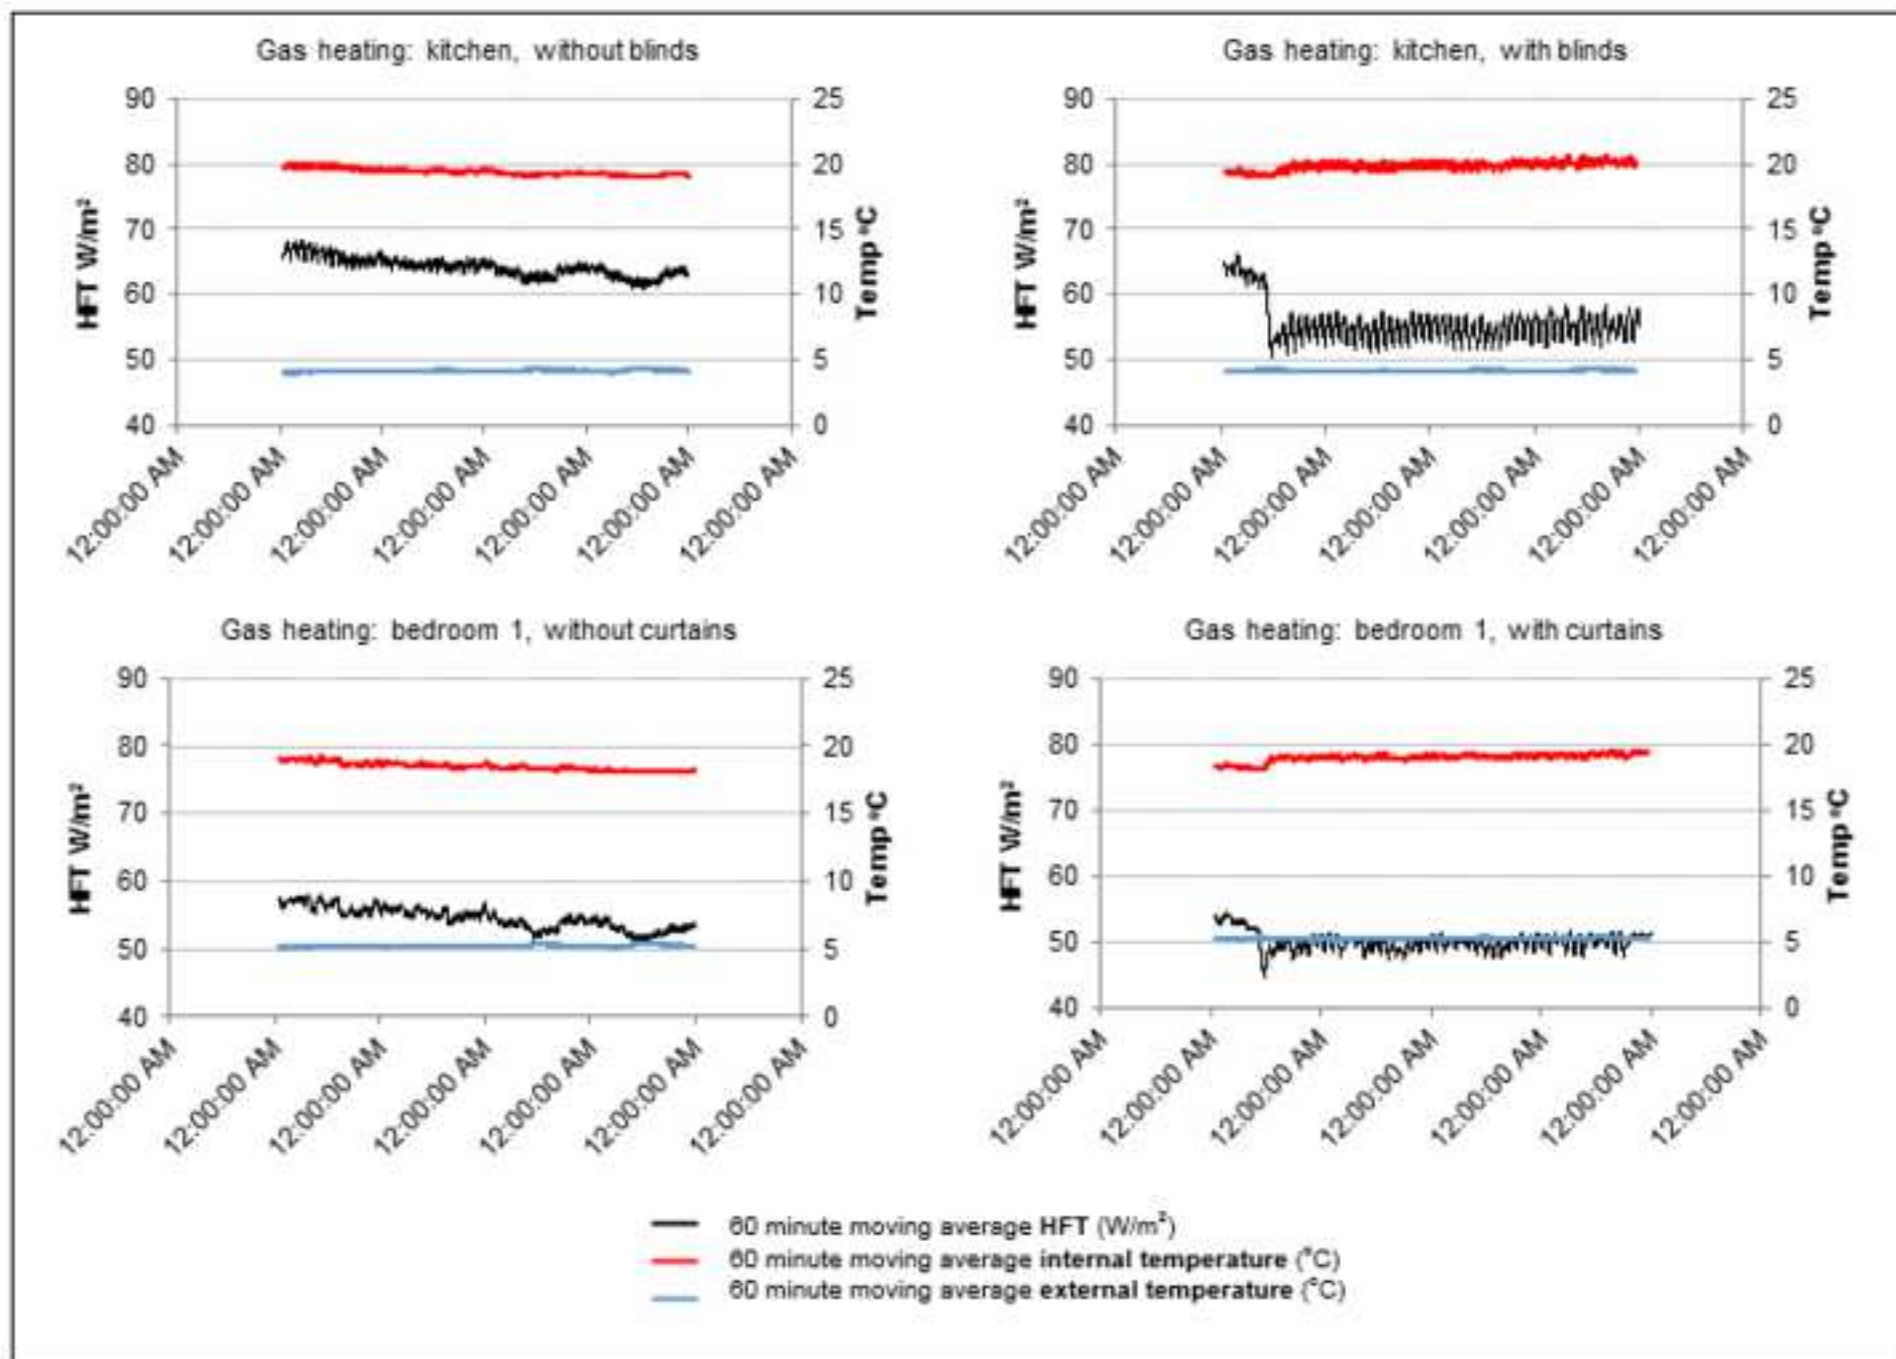 Gas heating: kitchen, without blinds
90
80
70
60
50
40
HFT W/m²
25
20
15
10
5
0
Temp ºC
12:00:00 AM
12:00:00 AM
12:00:00 AM
12:00:00 AM
12:00:00 AM
12:00:00 AM
12:00:00 AM
Gas heating: kitchen, with blinds
90
80
70
60
50
40
HFT W/m²
25
20
15
10
5
0
Temp ºC
12:00:00 AM
12:00:00 AM
12:00:00 AM
12:00:00 AM
12:00:00 AM
12:00:00 AM
12:00:00 AM
Gas heating: bedroom 1, without curtains
90
80
70
60
50
40
HFT W/m²
25
20
15
10
5
0
Temp ºC
12:00:00 AM
12:00:00 AM
12:00:00 AM
12:00:00 AM
12:00:00 AM
12:00:00 AM
12:00:00 AM
Gas heating: bedroom 1, with curtains
90
80
70
60
50
40
HFT W/m²
25
20
15
10
5
0
Temp ºC
12:00:00 AM
12:00:00 AM
12:00:00 AM
12:00:00 AM
12:00:00 AM
12:00:00 AM
12:00:00 AM
60 minute moving average HFT (W/m²)
60 minute moving average internal temperature (°C)
60 minute moving average external temperature (°C)